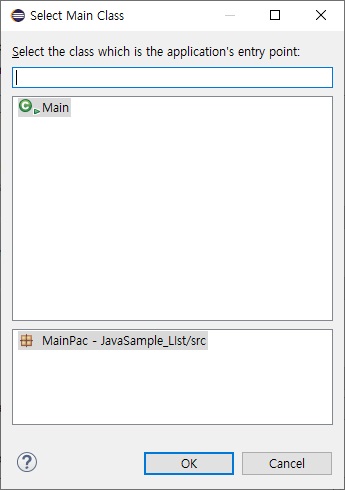 Select Main Class
Select the class which is the application's entry point:
Main
MainPac - JavaSample_LIst/src
OK
Cancel